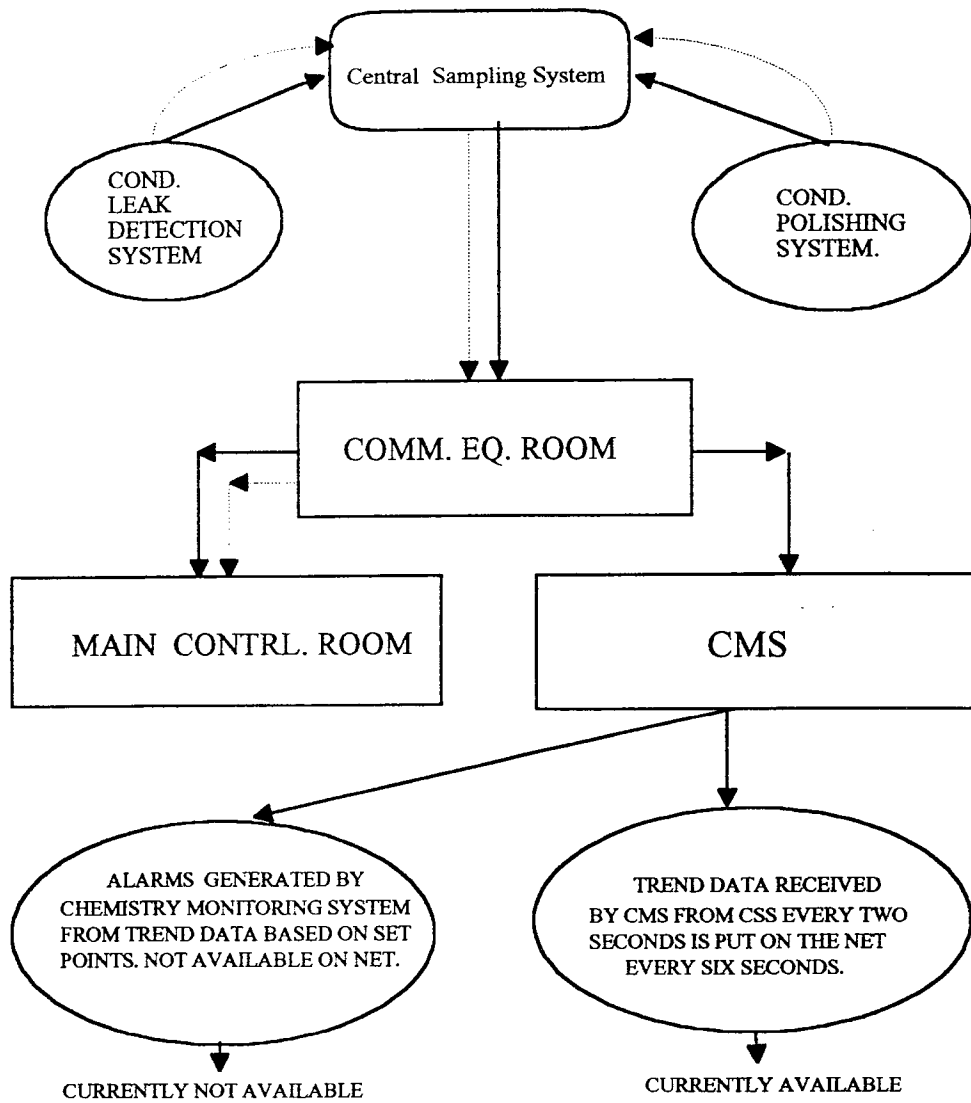 Central Sampling System
COND.
LEAK
DETECTION
SYSTEM
COND.
POLISHING
SYSTEM.
COMM. EQ. ROOM
MAIN CONTRL. ROOM
CMS
ALARMS GENERATED BY
CHEMISTRY MONITORING SYSTEM
FROM TREND DATA BASED ON SET
POINTS. NOT AVAILABLE ON NET.
TREND DATA RECEIVED
BY CMS FROM CSS EVERY TWO
SECONDS IS PUT ON THE NET
EVERY SIX SECONDS.
CURRENTLY NOT AVAILABLE
CURRENTLY AVAILABLE